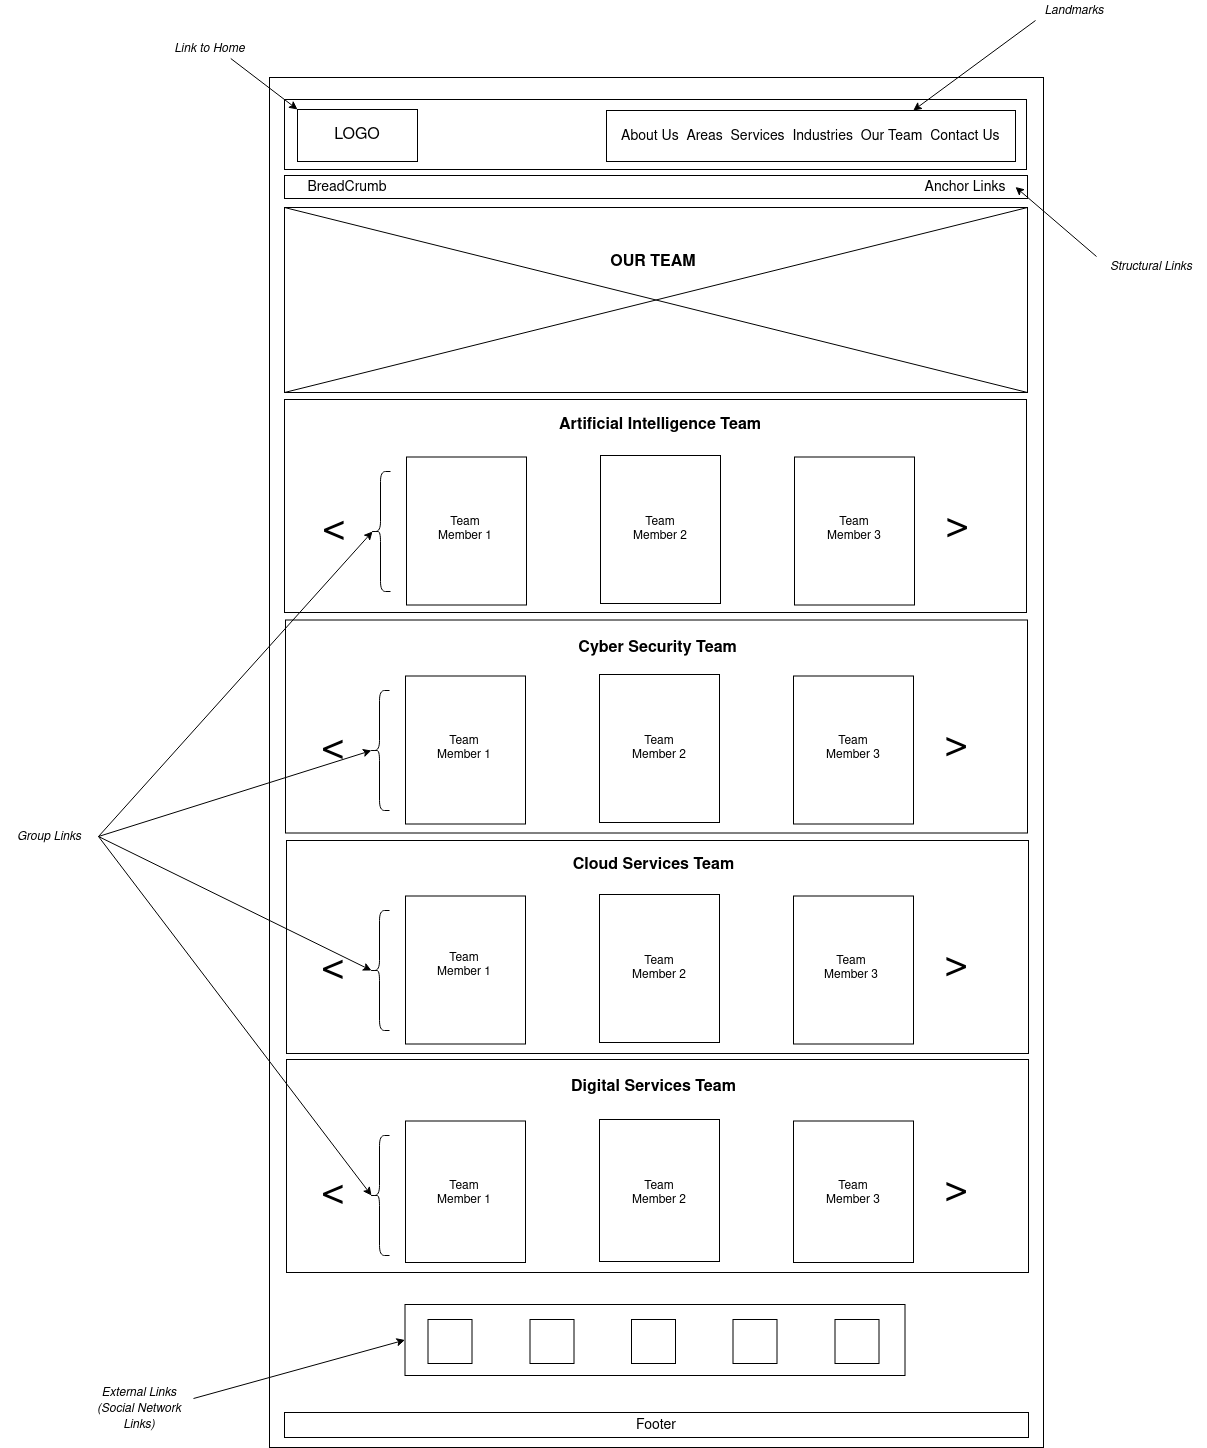 Landmarks
Link to Home
LOGO
About Us Areas Services Industries Our Team Contact Us
BreadCrumb
Anchor Links
Structural Links
OUR TEAM
Artificial Intelligence Team
<
Team
Member 1
Team
Member 2
Team
Member 3
>
Cyber Security Team
<
Team
Member 1
Team
Member 2
Team
Member 3
>
Group Links
Cloud Services Team
<
Team
Member 1
Team
Member 2
Team
Member 3
>
Digital Services Team
<
Team
Member 1
Team
Member 2
Team
Member 3
>
External Links
(Social Network
Links)
Footer